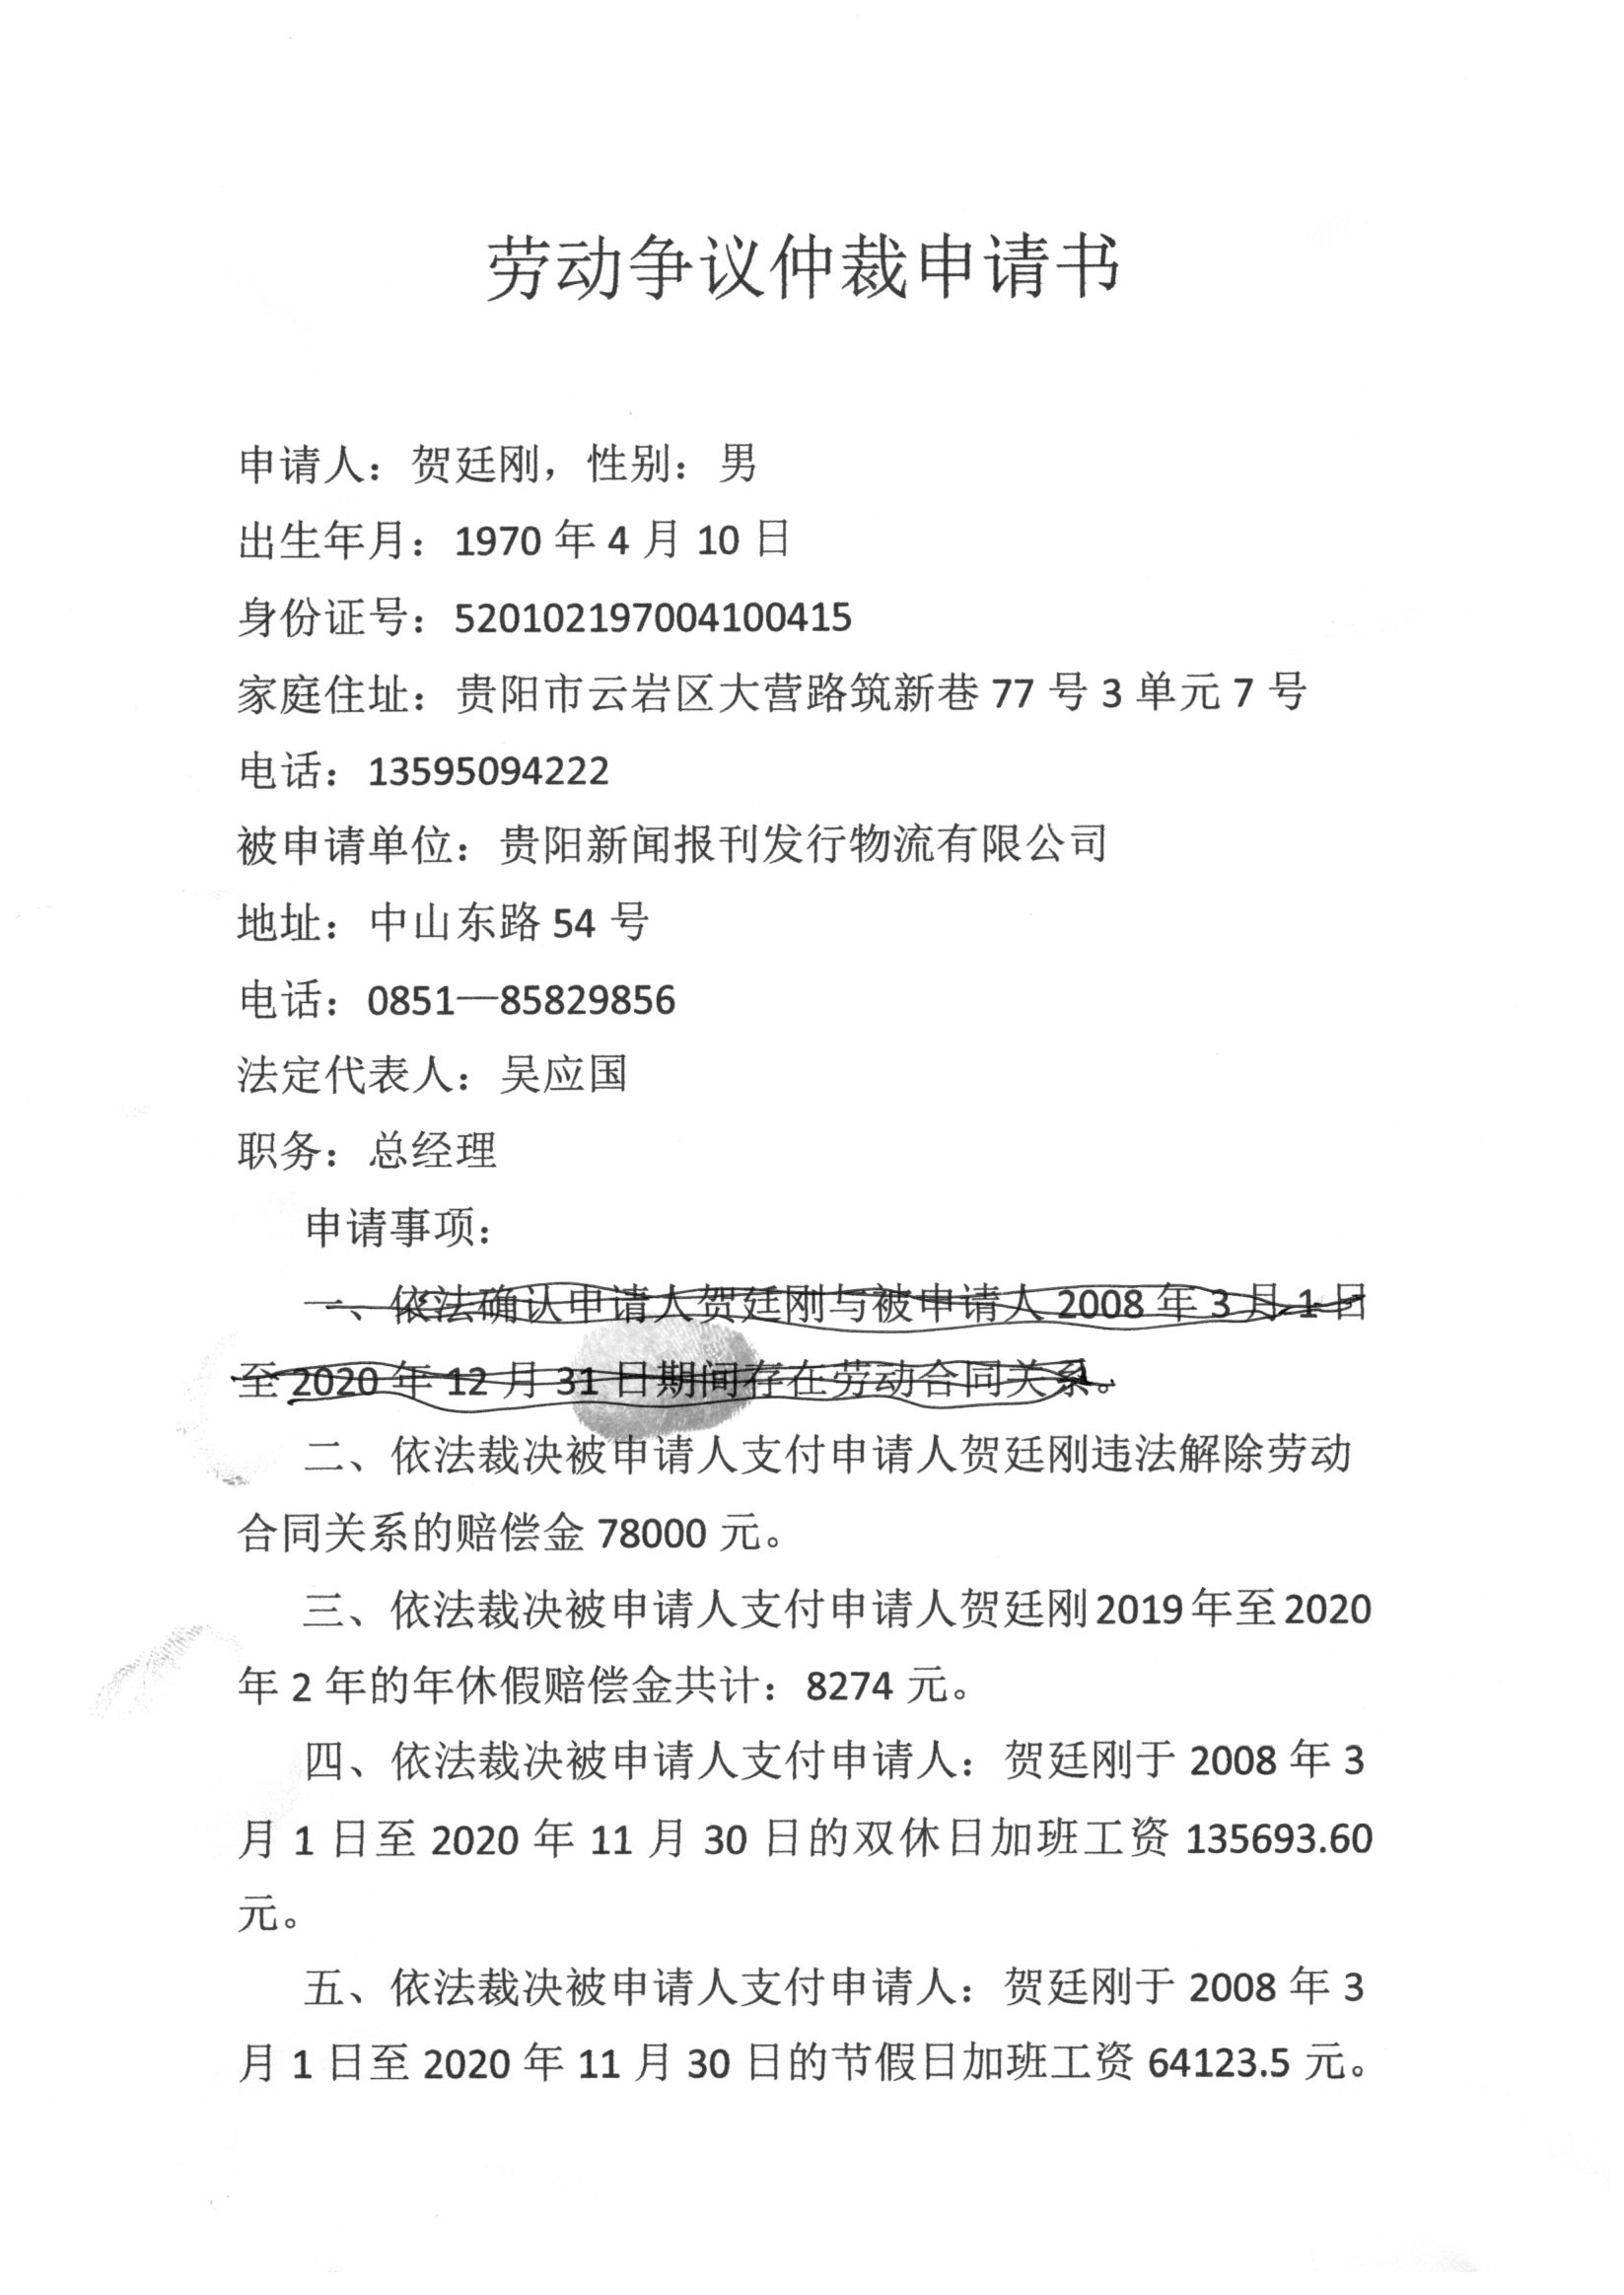 劳动争议仲裁申请书
申请人：贺廷刚，性别：男
出生年月：1970 年 4 月 10 日
身份证号：520102197004100415
家庭住址：贵阳市云岩区大营路筑新巷 77 号 3 单元 7 号
电话：13595094222
被申请单位：贵阳新闻报刊发行物流有限公司
地址：中山东路 54 号
电话：0851—85829856
法定代表人：吴应国
职务：总经理
申请事项：
一、依法确认申请人贺廷刚与被申请人 2008 年 3 月 1 日
至 2020 年 12 月 31 日期间存在劳动合同关系。
二、依法裁决被申请人支付申请人贺廷刚违法解除劳动
合同关系的赔偿金 78000 元。
三、依法裁决被申请人支付申请人贺廷刚 2019 年至 2020
年 2 年的年休假赔偿金共计：8274 元。
四、依法裁决被申请人支付申请人：贺廷刚于 2008 年 3
月 1 日至 2020 年 11 月 30 日的双休日加班工资 135693.60
元。
五、依法裁决被申请人支付申请人：贺廷刚于 2008 年 3
月 1 日至 2020 年 11 月 30 日的节假日加班工资 64123.5 元。